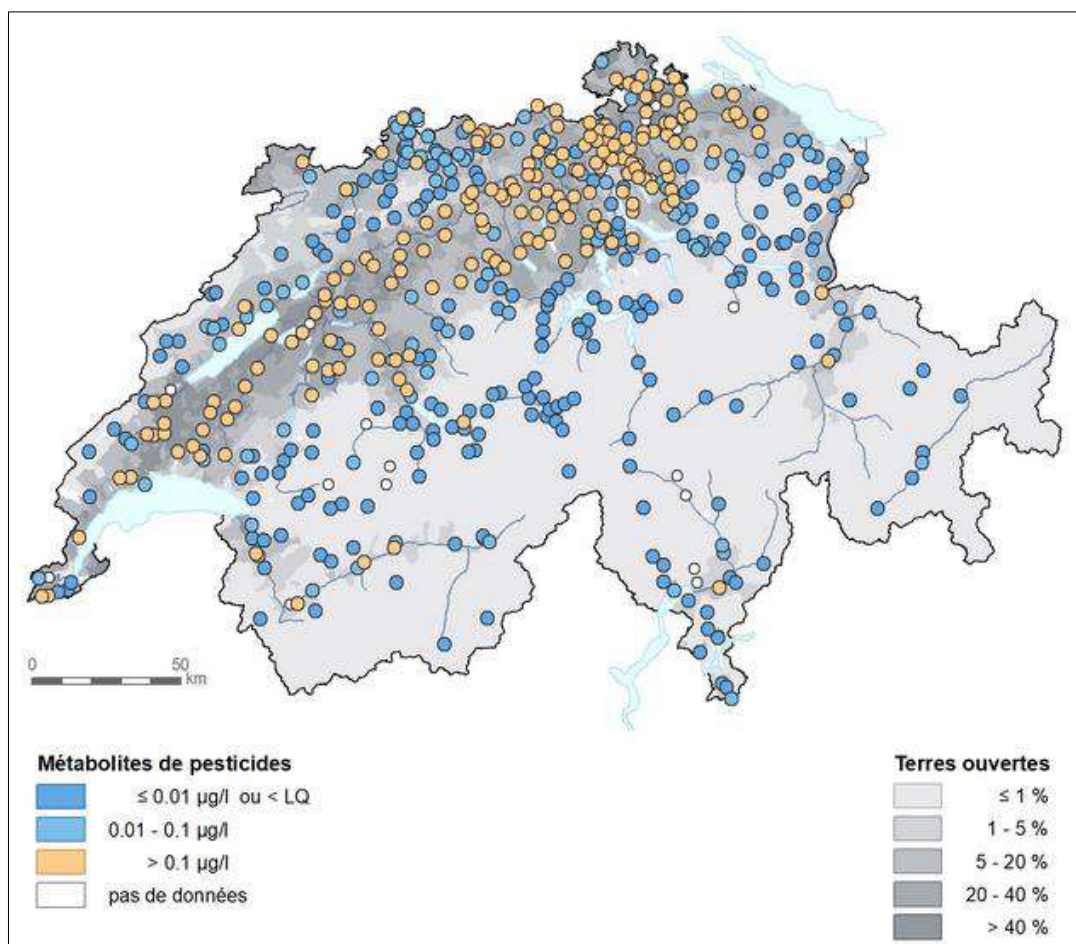 0 50
km
Métabolites de pesticides
≤ 0.01 µg/l ou < LQ
0.01 - 0.1 µg/l
> 0.1 µg/l
pas de données
Terres ouvertes
≤ 1 %
1 - 5 %
5 - 20 %
20 - 40 %
> 40 %